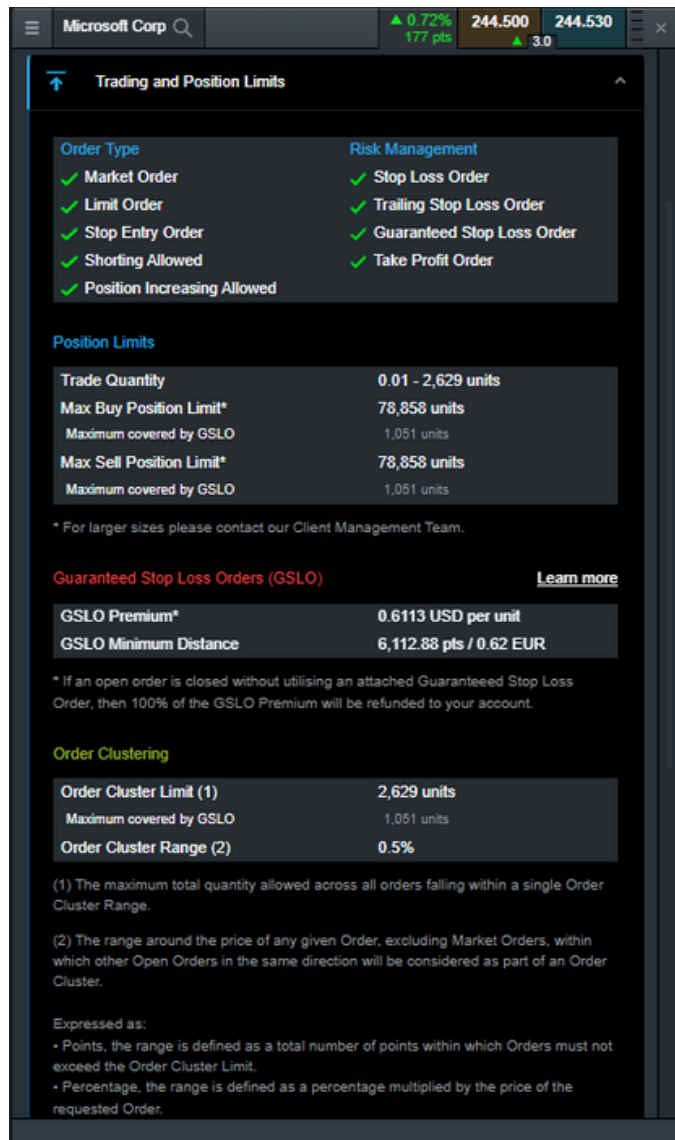 Microsoft Corp
▲ 0.72% 244.500 244.530
177 pts ▲ 3.0
Trading and Position Limits
Order Type Risk Management
Market Order Stop Loss Order
Limit Order Trailing Stop Loss Order
Stop Entry Order Guaranteed Stop Loss Order
Shorting Allowed Take Profit Order
Position Increasing Allowed
Position Limits
Trade Quantity 0.01 - 2,629 units
Max Buy Position Limit* 78,858 units
Maximum covered by GSLO 1,051 units
Max Sell Position Limit* 78,858 units
Maximum covered by GSLO 1,051 units
* For larger sizes please contact our Client Management Team.
Guaranteed Stop Loss Orders (GSLO) Learn more
GSLO Premium* 0.6113 USD per unit
GSLO Minimum Distance 6,112.88 pts / 0.62 EUR
* If an open order is closed without utilising an attached Guaranteeed Stop Loss
Order, then 100% of the GSLO Premium will be refunded to your account.
Order Clustering
Order Cluster Limit (1) 2,629 units
Maximum covered by GSLO 1,051 units
Order Cluster Range (2) 0.5%
(1) The maximum total quantity allowed across all orders falling within a single Order
Cluster Range.
(2) The range around the price of any given Order, excluding Market Orders, within
which other Open Orders in the same direction will be considered as part of an Order
Cluster.
Expressed as:
• Points, the range is defined as a total number of points within which Orders must not
exceed the Order Cluster Limit.
• Percentage, the range is defined as a percentage multiplied by the price of the
requested Order.